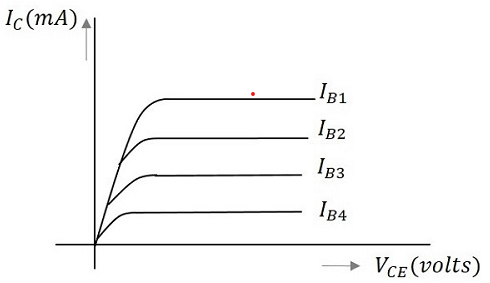 I_C(mA)
I_B1
I_B2
I_B3
I_B4
V_CE(volts)